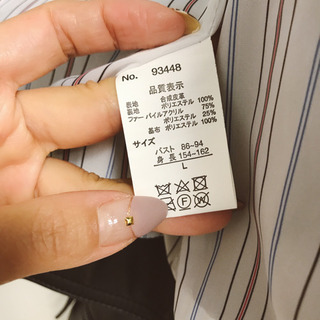 No. 93448
品質表示
表地 合成皮革
裏地 ポリエステル 100%
ファー パイルアクリル 75%
ポリエステル 25%
基布 ポリエステル 100%
サイズ
バスト 86-94
身長 154-162
L